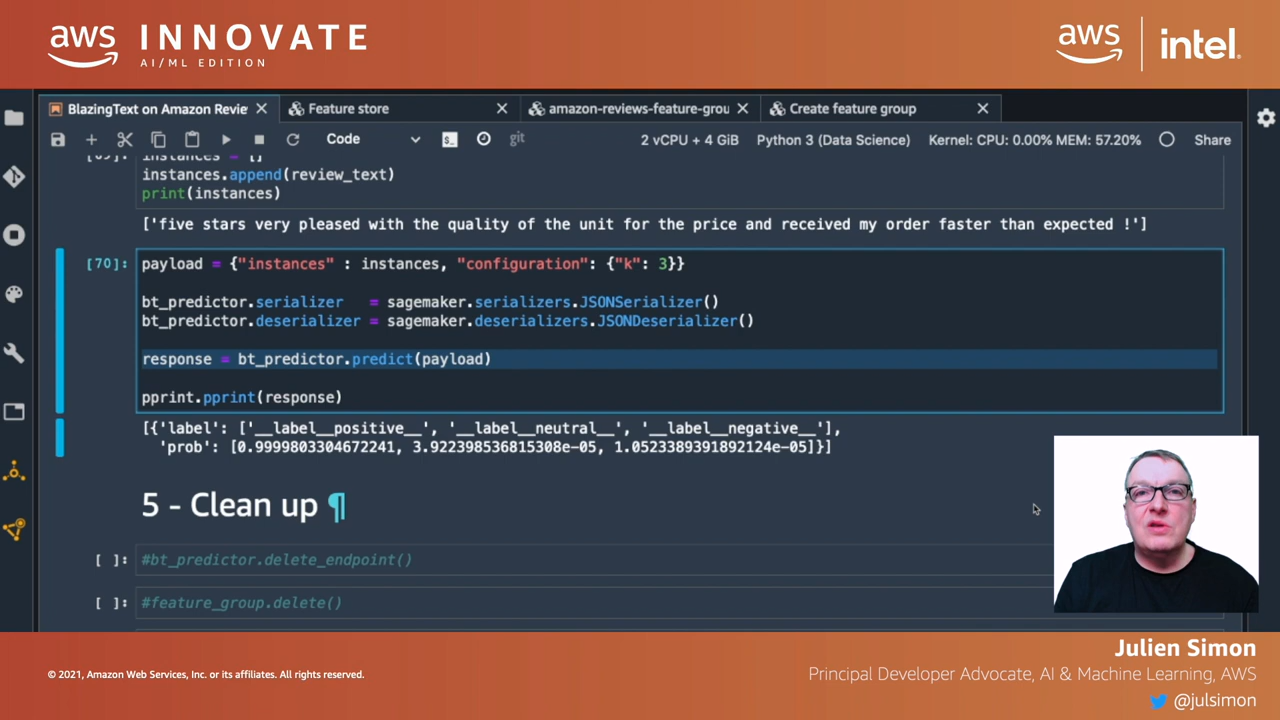 aws INNOVATE
AI/ML EDITION
aws intel.
BlazingText on Amazon Revie
Feature store
amazon-reviews-feature-grou
Create feature group
Code
git
2 vCPU + 4 GiB
Python 3 (Data Science)
Kernel: CPU: 0.00% MEM: 57.20%
Share
instances = []
instances.append(review_text)
print(instances)
['five stars very pleased with the quality of the unit for the price and received my order faster than expected !']
[70]: payload = {"instances" : instances, "configuration": {"k": 3}}
bt_predictor.serializer = sagemaker.serializers.JSONSerializer()
bt_predictor.deserializer = sagemaker.deserializers.JSONDeserializer()
response = bt_predictor.predict(payload)
pprint.pprint(response)
[{'label': ['__label__positive__', '__label__neutral__', '__label__negative__'],
'prob': [0.9999803304672241, 3.922398536815308e-05, 1.0523389391892124e-05]}]
5 - Clean up ¶
[ ]: #bt_predictor.delete_endpoint()
[ ]: #feature_group.delete()
Julien Simon
© 2021, Amazon Web Services, Inc. or its affiliates. All rights reserved.
Principal Developer Advocate, AI & Machine Learning, AWS
@julsimon